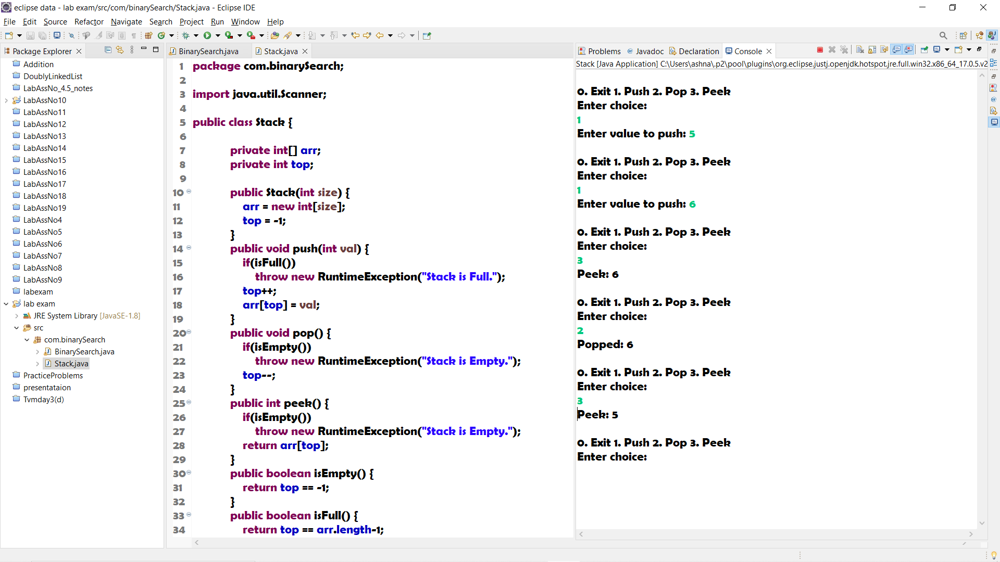 eclipse data - lab exam/src/com/binarySearch/Stack.java - Eclipse IDE
File Edit Source Refactor Navigate Search Project Run Window Help
Package Explorer
Addition
DoublyLinkedList
LabAssNo_4.5_notes
LabAssNo10
LabAssNo11
LabAssNo12
LabAssNo13
LabAssNo14
LabAssNo15
LabAssNo16
LabAssNo17
LabAssNo18
LabAssNo19
LabAssNo4
LabAssNo5
LabAssNo6
LabAssNo7
LabAssNo8
LabAssNo9
labexam
lab exam
JRE System Library [JavaSE-1.8]
src
com.binarySearch
BinarySearch.java
Stack.java
PracticeProblems
presentataion
Tvmday3(d)
BinarySearch.java Stack.java
1 package com.binarySearch;
2
3 import java.util.Scanner;
4
5 public class Stack {
6
7 private int[] arr;
8 private int top;
9
10 public Stack(int size) {
11 arr = new int[size];
12 top = -1;
13 }
14 public void push(int val) {
15 if(isFull())
16 throw new RuntimeException("Stack is Full.");
17 top++;
18 arr[top] = val;
19 }
20 public void pop() {
21 if(isEmpty())
22 throw new RuntimeException("Stack is Empty.");
23 top--;
24 }
25 public int peek() {
26 if(isEmpty())
27 throw new RuntimeException("Stack is Empty.");
28 return arr[top];
29 }
30 public boolean isEmpty() {
31 return top == -1;
32 }
33 public boolean isFull() {
34 return top == arr.length-1;
Problems Javadoc Declaration Console
Stack [Java Application] C:\Users\ashna\.p2\pool\plugins\org.eclipse.justj.openjdk.hotspot.jre.full.win32.x86_64_17.0.5.v2
0. Exit 1. Push 2. Pop 3. Peek
Enter choice:
1
Enter value to push: 5
0. Exit 1. Push 2. Pop 3. Peek
Enter choice:
1
Enter value to push: 6
0. Exit 1. Push 2. Pop 3. Peek
Enter choice:
3
Peek: 6
0. Exit 1. Push 2. Pop 3. Peek
Enter choice:
2
Popped: 6
0. Exit 1. Push 2. Pop 3. Peek
Enter choice:
3
Peek: 5
0. Exit 1. Push 2. Pop 3. Peek
Enter choice: